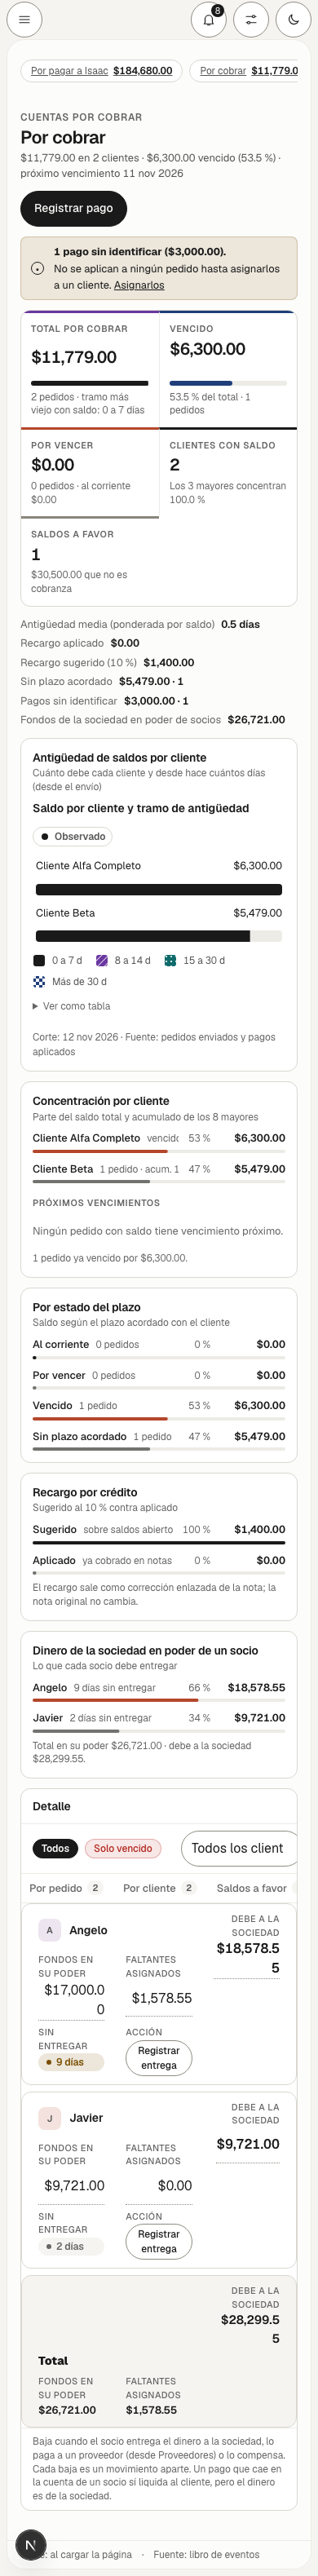 8
Por pagar a Isaac $184,680.00 Por cobrar $11,779.0
CUENTAS POR COBRAR
Por cobrar
$11,779.00 en 2 clientes · $6,300.00 vencido (53.5 %) ·
próximo vencimiento 11 nov 2026
Registrar pago
1 pago sin identificar ($3,000.00).
No se aplican a ningún pedido hasta asignarlos
a un cliente. Asignarlos
TOTAL POR COBRAR
$11,779.00
2 pedidos · tramo más
viejo con saldo: 0 a 7 días
VENCIDO
$6,300.00
53.5 % del total · 1
pedidos
POR VENCER
$0.00
0 pedidos · al corriente
$0.00
CLIENTES CON SALDO
2
Los 3 mayores concentran
100.0 %
SALDOS A FAVOR
1
$30,500.00 que no es
cobranza
Antigüedad media (ponderada por saldo) 0.5 días
Recargo aplicado $0.00
Recargo sugerido (10 %) $1,400.00
Sin plazo acordado $5,479.00 · 1
Pagos sin identificar $3,000.00 · 1
Fondos de la sociedad en poder de socios $26,721.00
Antigüedad de saldos por cliente
Cuánto debe cada cliente y desde hace cuántos días
(desde el envío)
Saldo por cliente y tramo de antigüedad
Observado
Cliente Alfa Completo $6,300.00
Cliente Beta $5,479.00
0 a 7 d 8 a 14 d 15 a 30 d
Más de 30 d
Ver como tabla
Corte: 12 nov 2026 · Fuente: pedidos enviados y pagos
aplicados
Concentración por cliente
Parte del saldo total y acumulado de los 8 mayores
Cliente Alfa Completo vencido 53 % $6,300.00
Cliente Beta 1 pedido · acum. 1 47 % $5,479.00
PRÓXIMOS VENCIMIENTOS
Ningún pedido con saldo tiene vencimiento próximo.
1 pedido ya vencido por $6,300.00.
Por estado del plazo
Saldo según el plazo acordado con el cliente
Al corriente 0 pedidos 0 % $0.00
Por vencer 0 pedidos 0 % $0.00
Vencido 1 pedido 53 % $6,300.00
Sin plazo acordado 1 pedido 47 % $5,479.00
Recargo por crédito
Sugerido al 10 % contra aplicado
Sugerido sobre saldos abierto 100 % $1,400.00
Aplicado ya cobrado en notas 0 % $0.00
El recargo sale como corrección enlazada de la nota; la
nota original no cambia.
Dinero de la sociedad en poder de un socio
Lo que cada socio debe entregar
Angelo 9 días sin entregar 66 % $18,578.55
Javier 2 días sin entregar 34 % $9,721.00
Total en su poder $26,721.00 · debe a la sociedad
$28,299.55.
Detalle
Todos Solo vencido Todos los client
Por pedido 2 Por cliente 2 Saldos a favor
A Angelo
DEBE A LA
SOCIEDAD
$18,578.5
5
FONDOS EN
SU PODER
$17,000.0
0
FALTANTES
ASIGNADOS
$1,578.55
SIN
ENTREGAR
9 días
ACCIÓN
Registrar
entrega
J Javier
DEBE A LA
SOCIEDAD
$9,721.00
FONDOS EN
SU PODER
$9,721.00
FALTANTES
ASIGNADOS
$0.00
SIN
ENTREGAR
2 días
ACCIÓN
Registrar
entrega
DEBE A LA
SOCIEDAD
$28,299.5
5
Total
FONDOS EN
SU PODER
$26,721.00
FALTANTES
ASIGNADOS
$1,578.55
Baja cuando el socio entrega el dinero a la sociedad, lo
paga a un proveedor (desde Proveedores) o lo compensa.
Cada baja es un movimiento aparte. Un pago que cae en
la cuenta de un socio sí liquida al cliente, pero el dinero
es de la sociedad.
N
al cargar la página · Fuente: libro de eventos